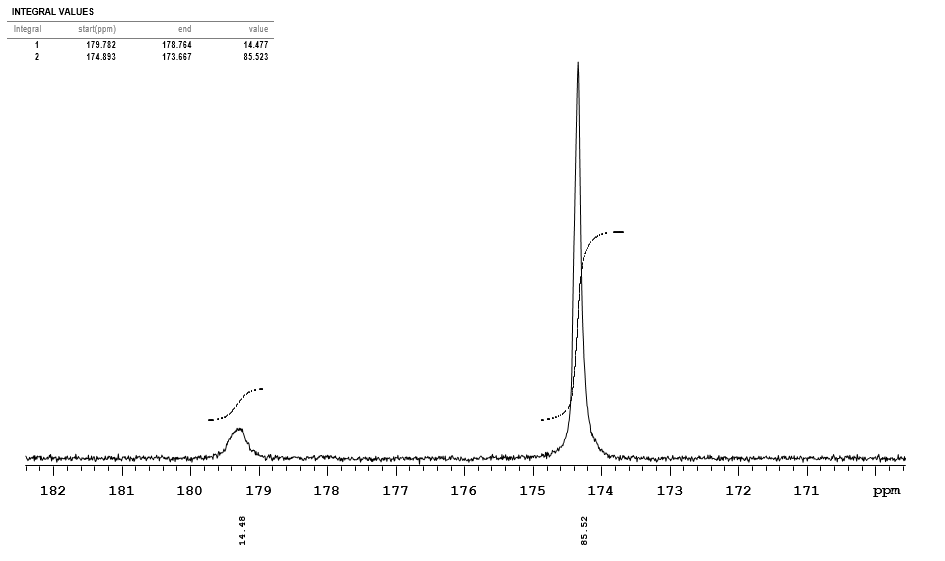 INTEGRAL VALUES
Integral start(ppm) end value
1 179.782 178.764 14.477
2 174.893 173.667 85.523
182 181 180 179 178 177 176 175 174 173 172 171 ppm
14.48 85.52